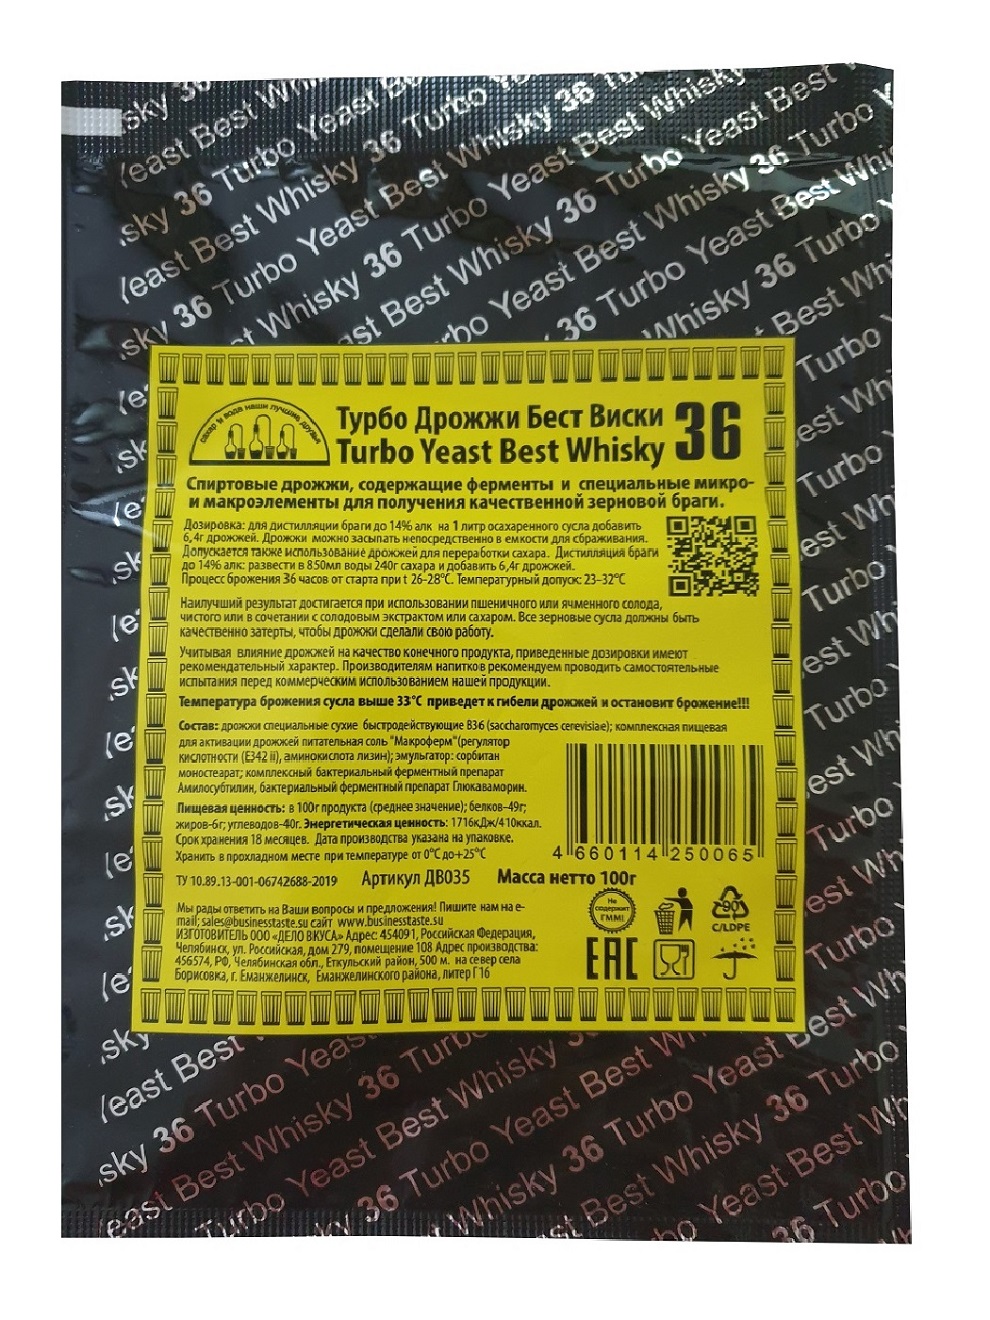 сахар и вода наши лучшие друзья
Турбо Дрожжи Бест Виски 36
Turbo Yeast Best Whisky
Спиртовые дрожжи, содержащие ферменты и специальные микро-
и макроэлементы для получения качественной зерновой браги.
Дозировка: для дистилляции браги до 14% алк на 1 литр осахаренного сусла добавить
6,4г дрожжей. Дрожжи можно засыпать непосредственно в емкости для сбраживания.
Допускается также использование дрожжей для переработки сахара. Дистилляция браги
до 14% алк: развести в 850мл воды 240г сахара и добавить 6,4г дрожжей.
Процесс брожения 36 часов от старта при t 26-28°С. Температурный допуск: 23-32°С
Наилучший результат достигается при использовании пшеничного или ячменного солода,
чистого или в сочетании с солодовым экстрактом или сахаром. Все зерновые сусла должны быть
качественно затерты, чтобы дрожжи сделали свою работу.
Учитывая влияние дрожжей на качество конечного продукта, приведенные дозировки имеют
рекомендательный характер. Производителям напитков рекомендуем проводить самостоятельные
испытания перед коммерческим использованием нашей продукции.
Температура брожения сусла выше 33°С приведет к гибели дрожжей и остановит брожение!!!
Состав: дрожжи специальные сухие быстродействующие B36 (saccharomyces cerevisiae); комплексная пищевая
для активации дрожжей питательная соль "Макроферм"(регулятор
кислотности (Е342 ii), аминокислота лизин); эмульгатор: сорбитан
моностеарат; комплексный бактериальный ферментный препарат
Амилосубтилин, бактериальный ферментный препарат Глюкаваморин.
Пищевая ценность: в 100г продукта (среднее значение); белков-49г;
жиров-6г; углеводов-40г. Энергетическая ценность: 1716кДж/410ккал.
Срок хранения 18 месяцев. Дата производства указана на упаковке.
Хранить в прохладном месте при температуре от 0°С до+25°С
4 660114 250065
ТУ 10.89.13-001-06742688-2019 Артикул ДВ035 Масса нетто 100г
Мы рады ответить на Ваши вопросы и предложения! Пишите нам на e-
mail; sales@businesstaste.su сайт www.businesstaste.su
ИЗГОТОВИТЕЛЬ ООО «ДЕЛО ВКУСА» Адрес: 454091, Российская Федерация,
Челябинск, ул. Российская, дом 279, помещение 108 Адрес производства:
456574, РФ, Челябинская обл., Еткульский район, 500 м. на север села
Борисовка, г. Еманжелинск, Еманжелинского района, литер Г16
Не
содержит
ГММ!
90
C/LDPE
EAC
Turbo Yeast Best Whisky 36